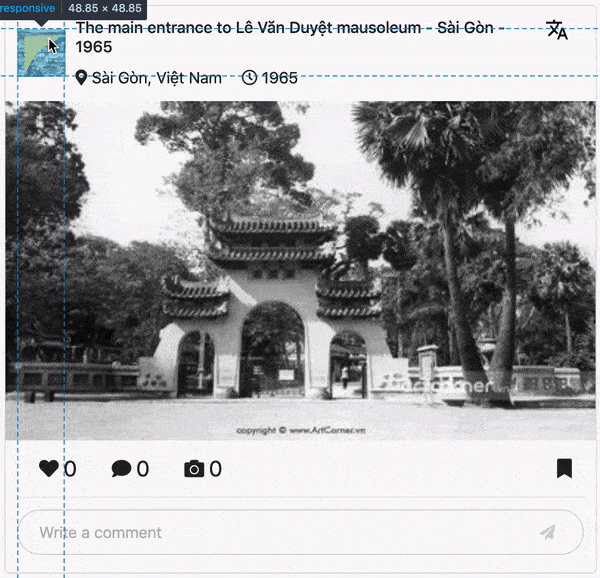 responsive | 48.85 × 48.85
The main entrance to Lê Văn Duyệt mausoleum - Sài Gòn -
1965
Sài Gòn, Việt Nam 1965
artcorner
copyright © www.ArtCorner.vn
0 0 0
Write a comment